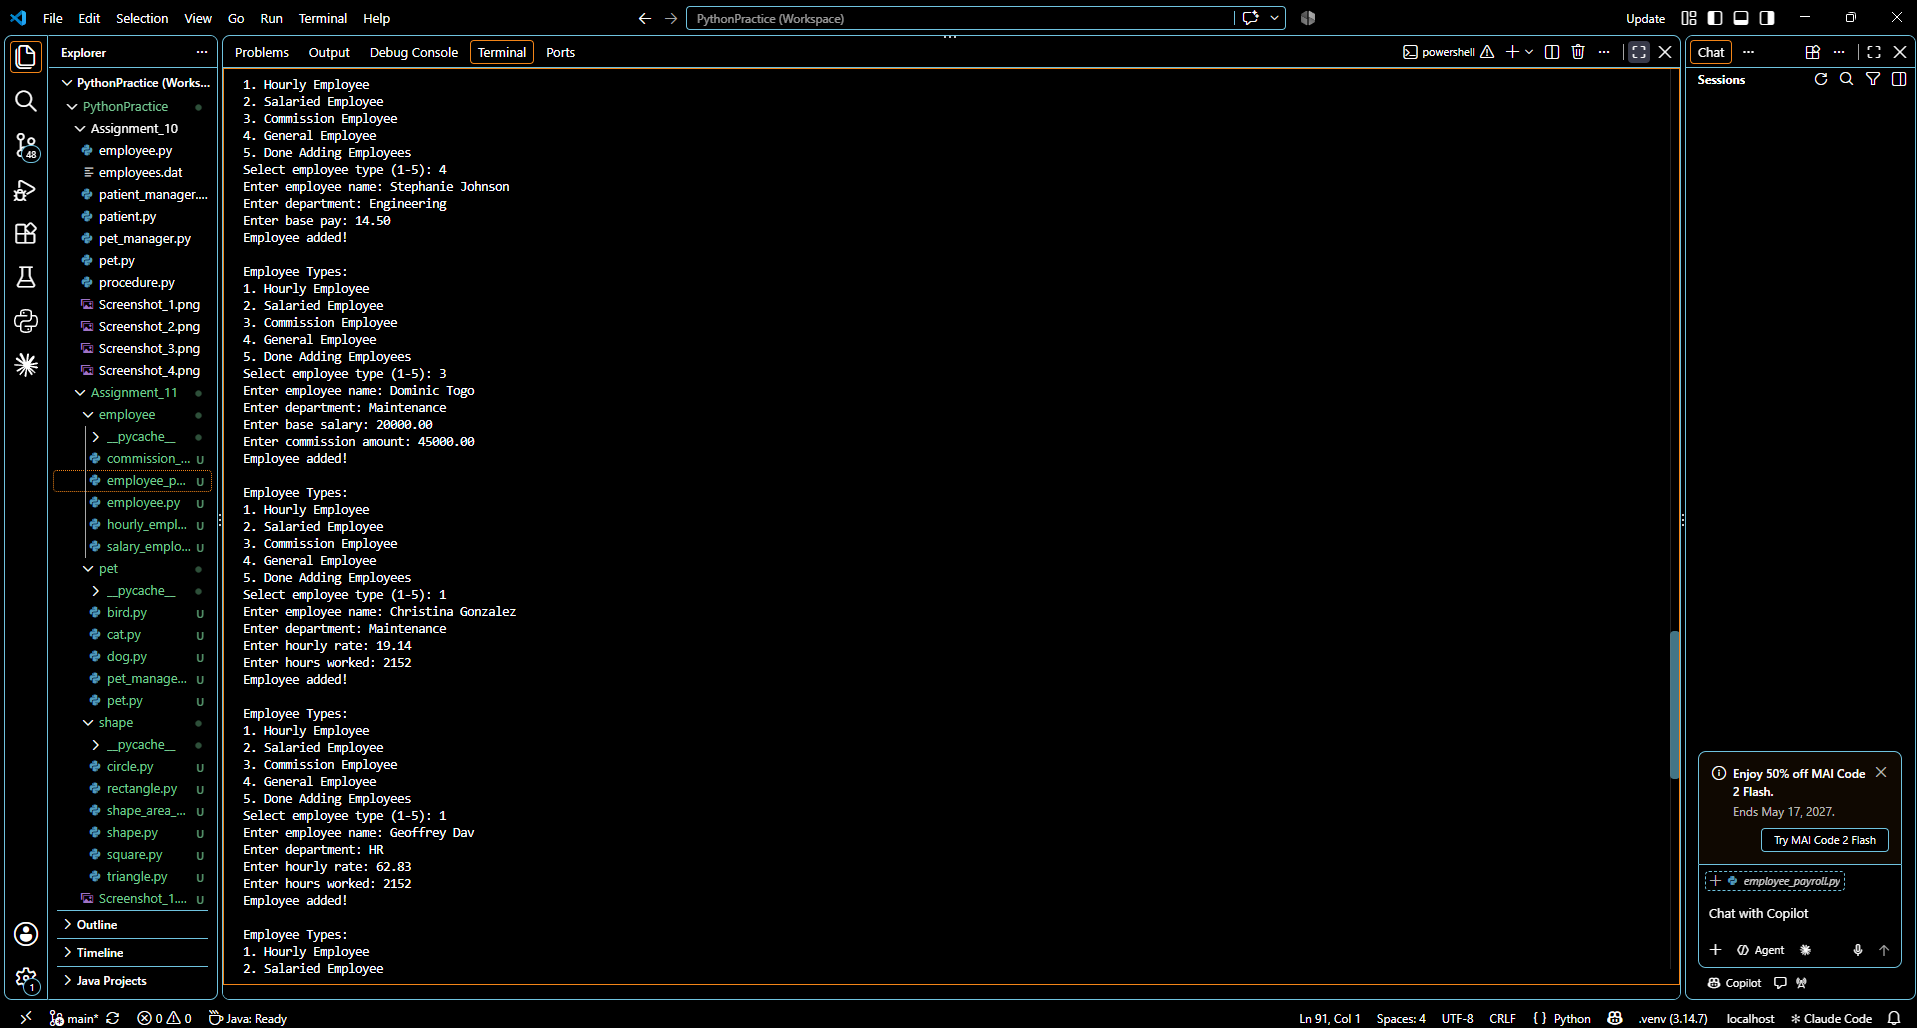 File Edit Selection View Go Run Terminal Help
PythonPractice (Workspace)
Update
Explorer
PythonPractice (Works...
PythonPractice
Assignment_10
employee.py
employees.dat
patient_manager....
patient.py
pet_manager.py
pet.py
procedure.py
Screenshot_1.png
Screenshot_2.png
Screenshot_3.png
Screenshot_4.png
Assignment_11
employee
__pycache__
commission_... U
employee_p... U
employee.py U
hourly_empl... U
salary_emplo... U
pet
__pycache__
bird.py U
cat.py U
dog.py U
pet_manage... U
pet.py U
shape
__pycache__
circle.py U
rectangle.py U
shape_area_... U
shape.py U
square.py U
triangle.py U
Screenshot_1.... U
Outline
Timeline
Java Projects
48
1
Problems Output Debug Console Terminal Ports
powershell
1. Hourly Employee
2. Salaried Employee
3. Commission Employee
4. General Employee
5. Done Adding Employees
Select employee type (1-5): 4
Enter employee name: Stephanie Johnson
Enter department: Engineering
Enter base pay: 14.50
Employee added!
Employee Types:
1. Hourly Employee
2. Salaried Employee
3. Commission Employee
4. General Employee
5. Done Adding Employees
Select employee type (1-5): 3
Enter employee name: Dominic Togo
Enter department: Maintenance
Enter base salary: 20000.00
Enter commission amount: 45000.00
Employee added!
Employee Types:
1. Hourly Employee
2. Salaried Employee
3. Commission Employee
4. General Employee
5. Done Adding Employees
Select employee type (1-5): 1
Enter employee name: Christina Gonzalez
Enter department: Maintenance
Enter hourly rate: 19.14
Enter hours worked: 2152
Employee added!
Employee Types:
1. Hourly Employee
2. Salaried Employee
3. Commission Employee
4. General Employee
5. Done Adding Employees
Select employee type (1-5): 1
Enter employee name: Geoffrey Dav
Enter department: HR
Enter hourly rate: 62.83
Enter hours worked: 2152
Employee added!
Employee Types:
1. Hourly Employee
2. Salaried Employee
Chat
Sessions
Enjoy 50% off MAI Code
2 Flash.
Ends May 17, 2027.
Try MAI Code 2 Flash
employee_payroll.py
Chat with Copilot
Agent
Copilot
main* 0 0 Java: Ready
Ln 91, Col 1 Spaces: 4 UTF-8 CRLF { } Python .venv (3.14.7) localhost Claude Code